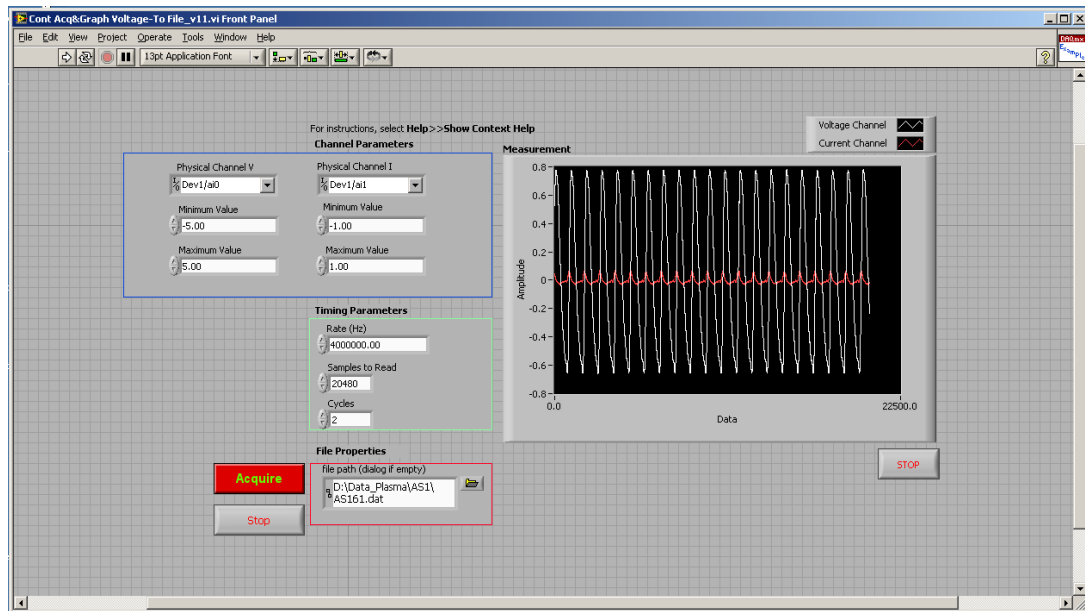 Cont Acq&Graph Voltage-To File_v11.vi Front Panel
File Edit View Project Operate Tools Window Help
13pt Application Font
?
DAQmx
Exmple
For instructions, select Help>>Show Context Help
Channel Parameters
Physical Channel V
Dev1/ai0
Minimum Value
-5.00
Maximum Value
5.00
Physical Channel I
Dev1/ai1
Minimum Value
-1.00
Maximum Value
1.00
Voltage Channel
Current Channel
Measurement
0.8
0.6
0.4
0.2
0
-0.2
-0.4
-0.6
-0.8
Amplitude
0.0
22500.0
Data
Timing Parameters
Rate (Hz)
4000000.00
Samples to Read
20480
Cycles
2
File Properties
file path (dialog if empty)
D:\Data_Plasma\AS1\
AS161.dat
Acquire
Stop
STOP